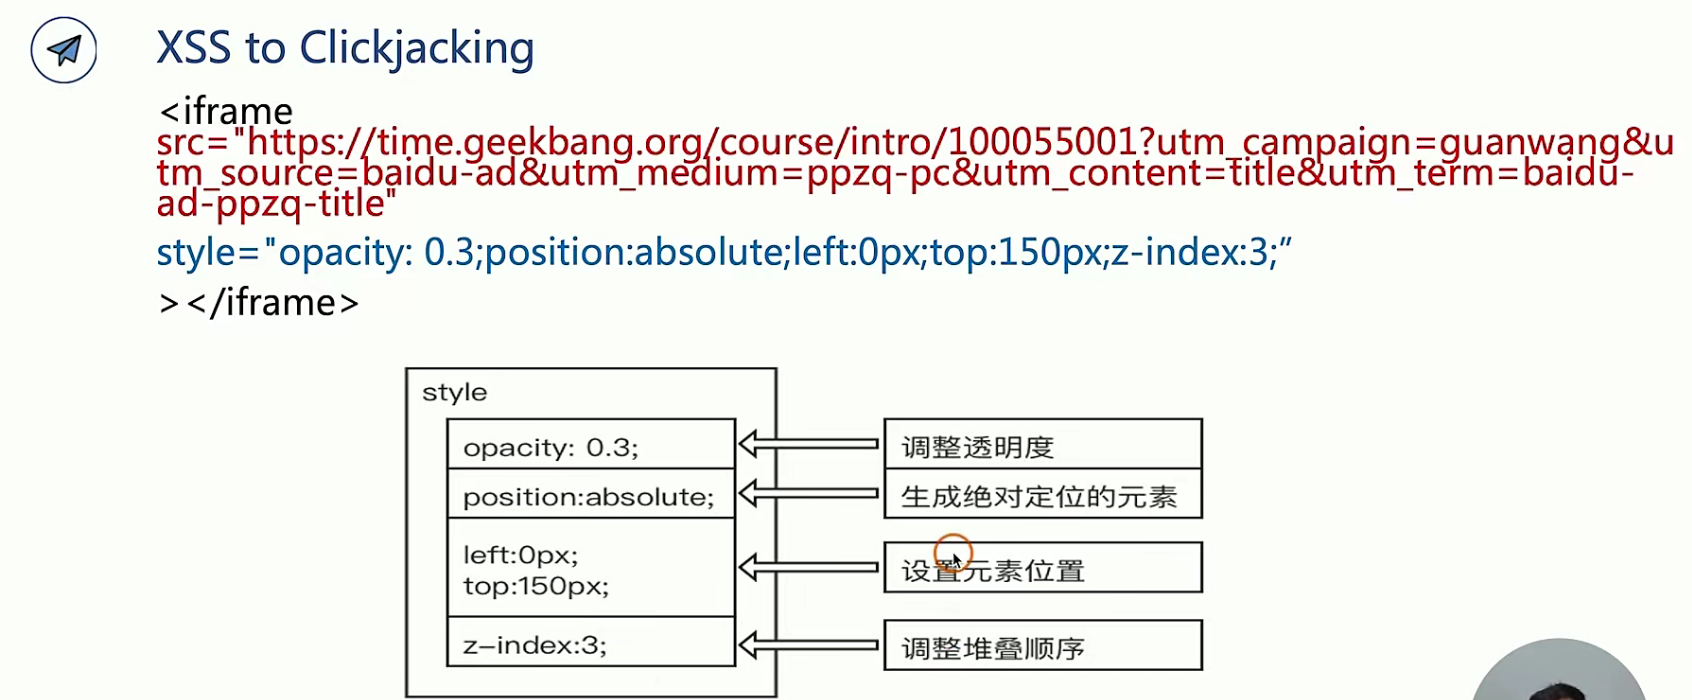 XSS to Clickjacking
<iframe
src="https://time.geekbang.org/course/intro/100055001?utm_campaign=guanwang&u
tm_source=baidu-ad&utm_medium=ppzq-pc&utm_content=title&utm_term=baidu-
ad-ppzq-title"
style="opacity: 0.3;position:absolute;left:0px;top:150px;z-index:3;”
></iframe>
style
opacity: 0.3;
调整透明度
position:absolute;
生成绝对定位的元素
left:0px;
top:150px;
设置元素位置
z-index:3;
调整堆叠顺序